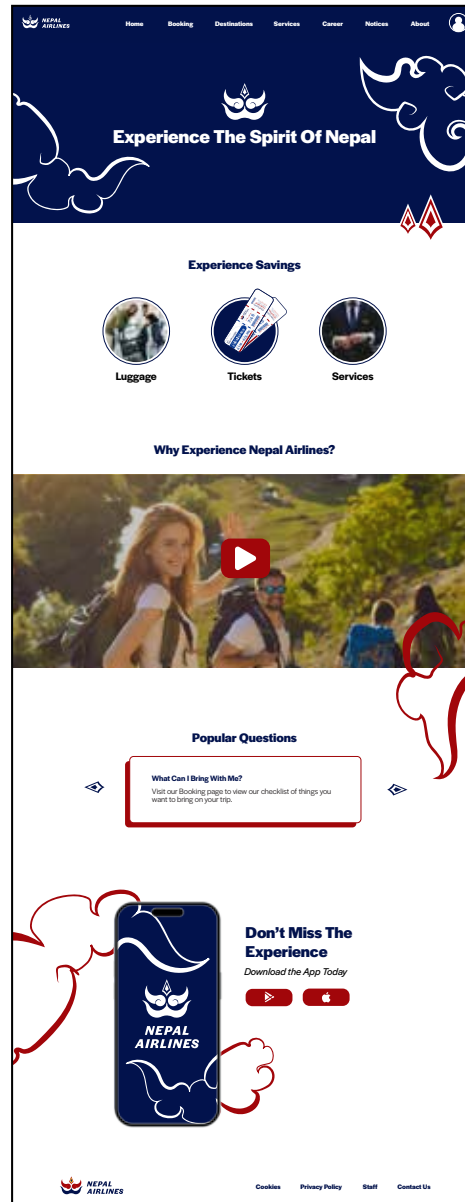 NEPAL
AIRLINES
Home Booking Destinations Services Career Notices About
Experience The Spirit Of Nepal
Experience Savings
Luggage Tickets Services
Why Experience Nepal Airlines?
Popular Questions
What Can I Bring With Me?
Visit our Booking page to view our checklist of things you
want to bring on your trip.
Don’t Miss The
Experience
Download the App Today
NEPAL
AIRLINES
NEPAL
AIRLINES
Cookies Privacy Policy Staff Contact Us